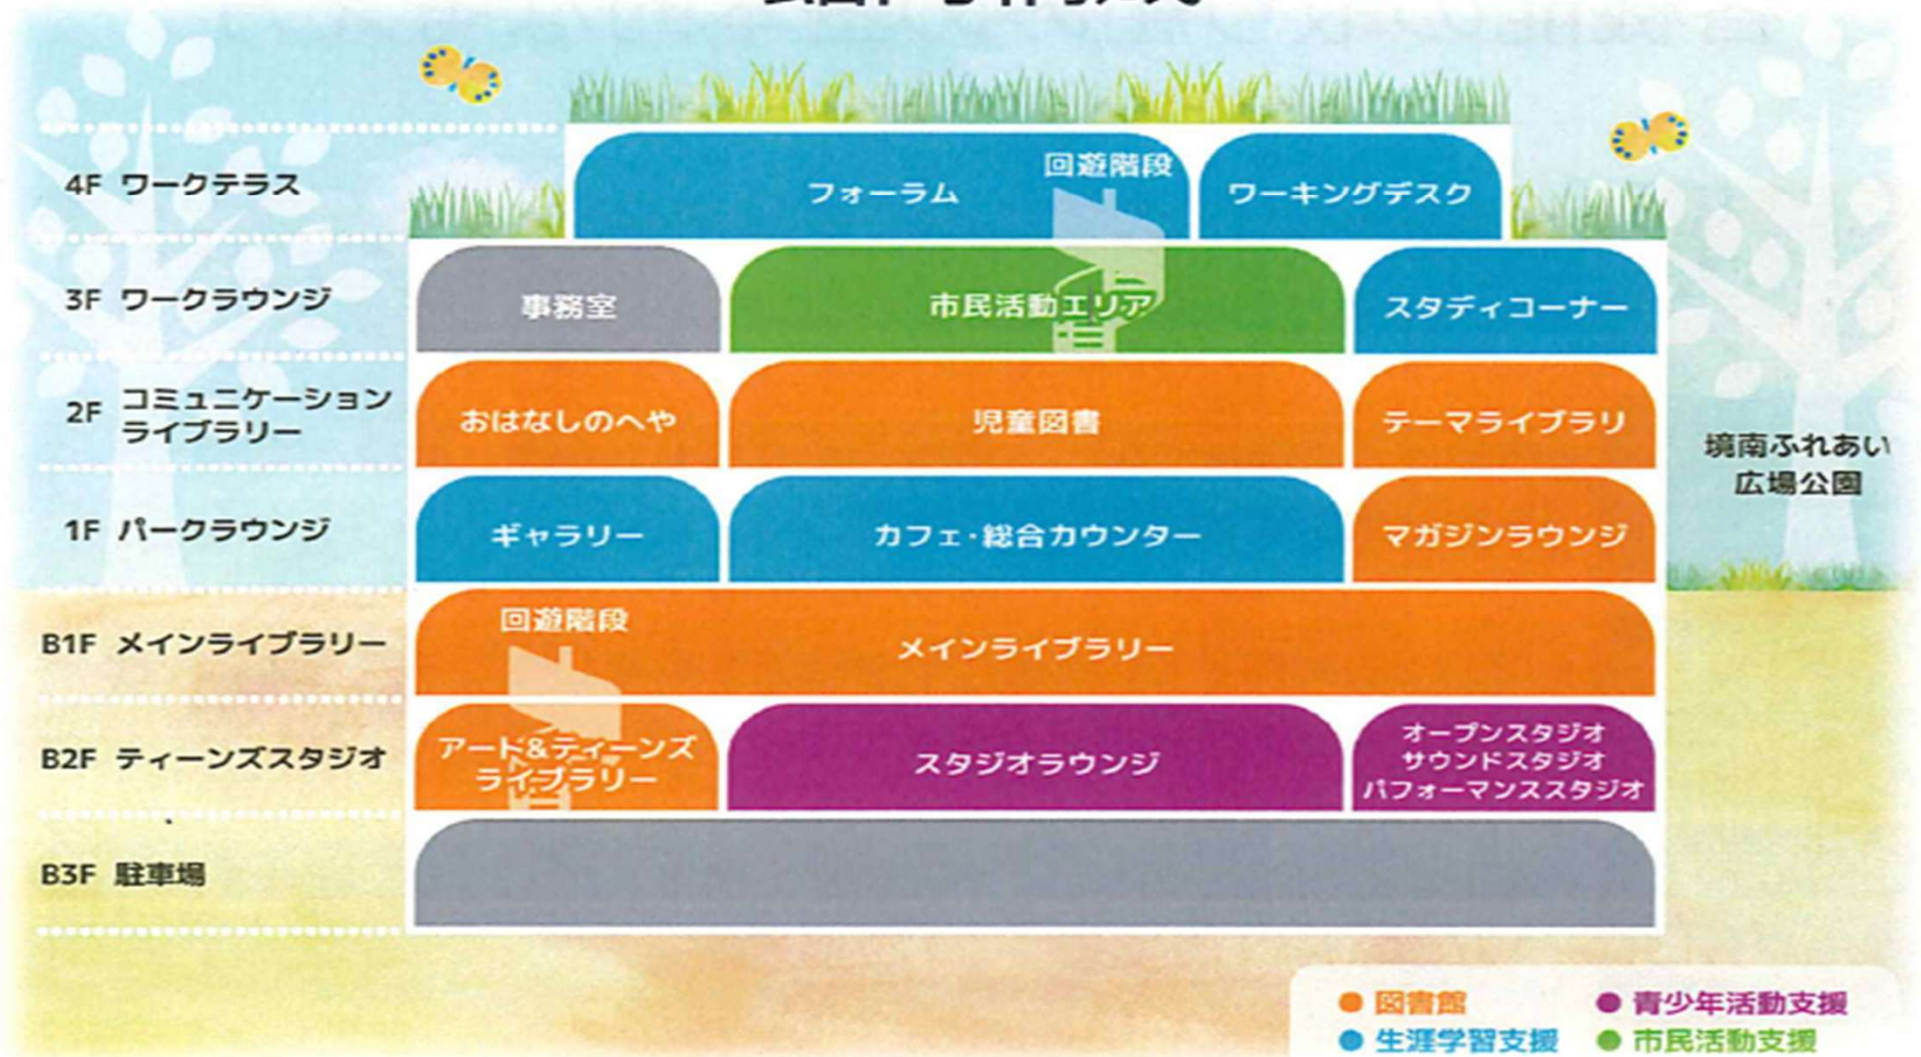 4F ワークテラス
フォーラム
回遊階段
ワーキングデスク
3F ワークラウンジ
事務室
市民活動エリア
スタディコーナー
2F コミュニケーション
ライブラリー
おはなしのへや
児童図書
テーマライブラリ
境南ふれあい
広場公園
1F パークラウンジ
ギャラリー
カフェ・総合カウンター
マガジンラウンジ
B1F メインライブラリー
回遊階段
メインライブラリー
B2F ティーンズスタジオ
アート&ティーンズ
ライブラリー
スタジオラウンジ
オープンスタジオ
サウンドスタジオ
パフォーマンススタジオ
B3F 駐車場
図書館
青少年活動支援
生涯学習支援
市民活動支援